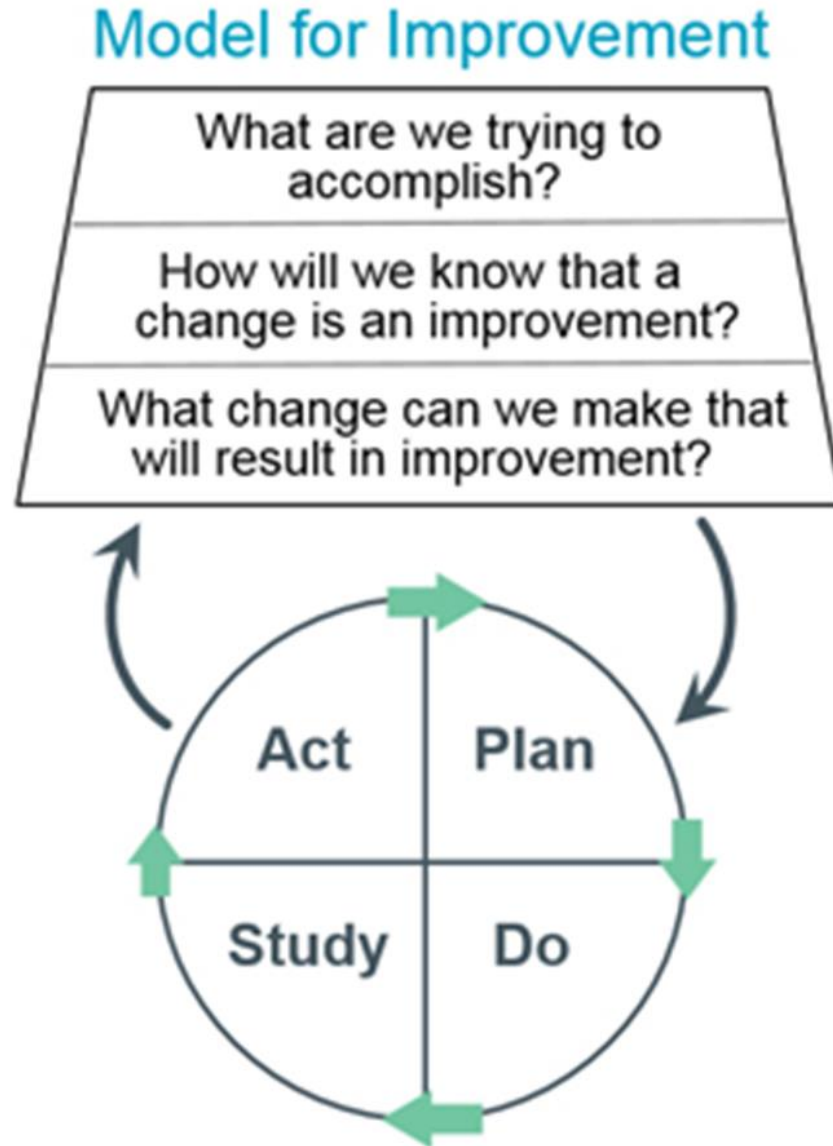 Model for Improvement
What are we trying to
accomplish?
How will we know that a
change is an improvement?
What change can we make that
will result in improvement?
Act
Plan
Study
Do